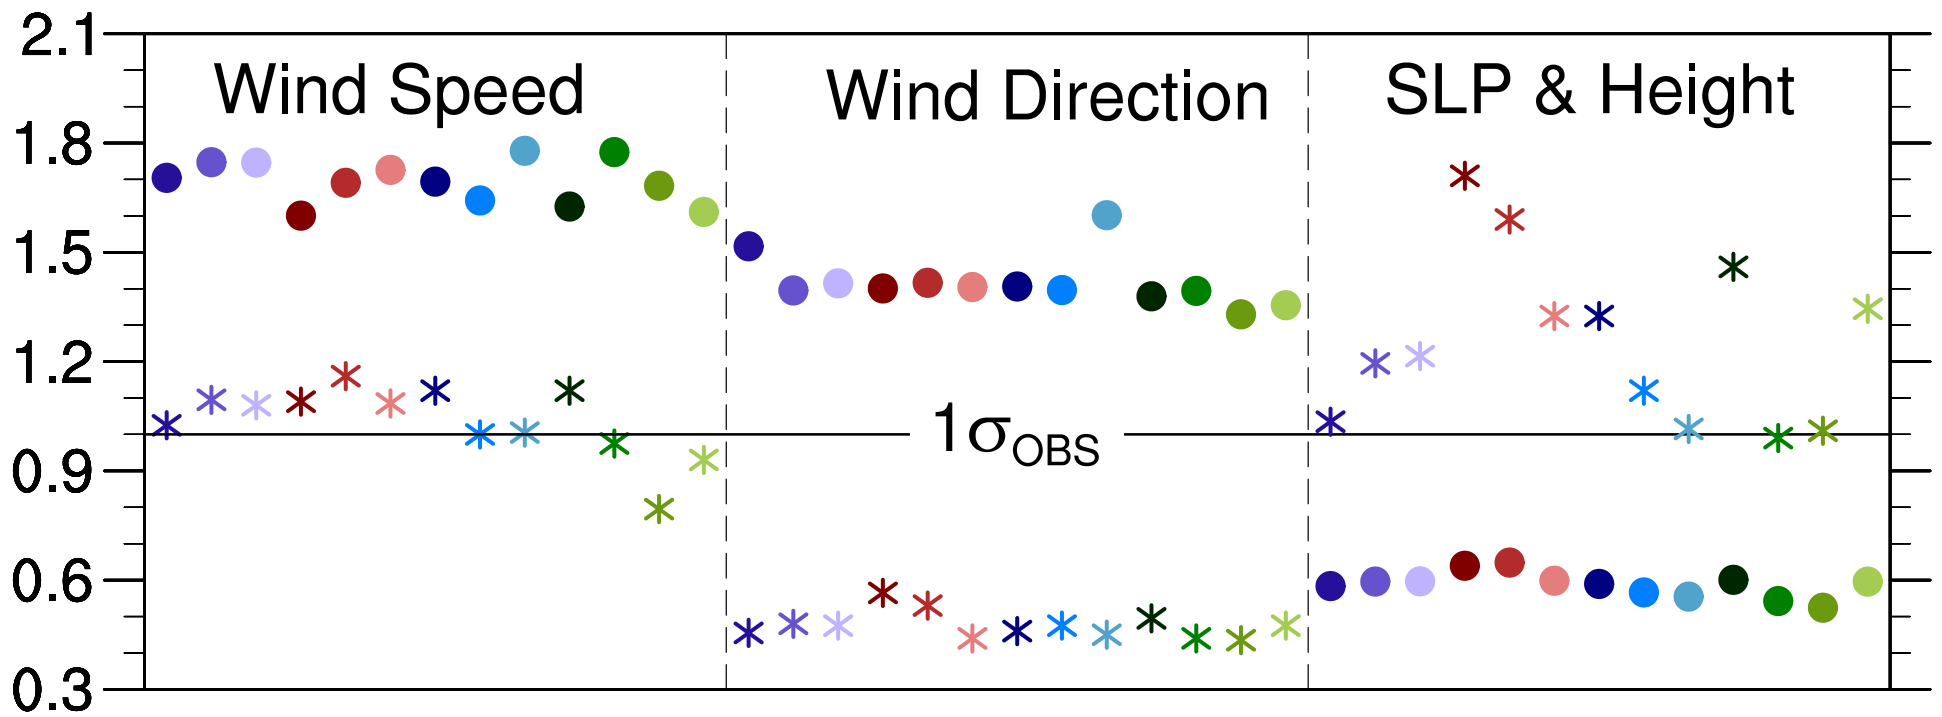 2.1
Wind Speed
Wind Direction
SLP & Height
1.8
1.5
1.2
1σOBS
0.9
0.6
0.3